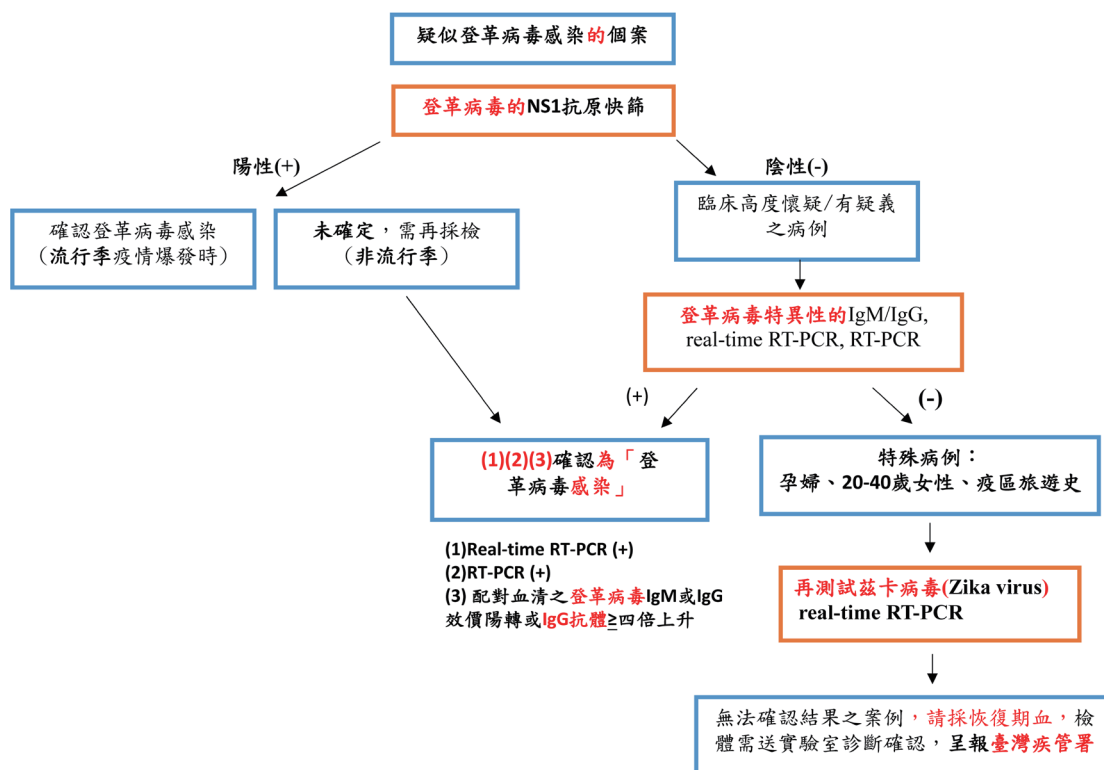 疑似登革病毒感染的個案
登革病毒的NS1抗原快篩
陽性(+)
陰性(-)
確認登革病毒感染
（流行季疫情爆發時）
未確定，需再採檢
（非流行季）
臨床高度懷疑/有疑義
之病例
登革病毒特異性的IgM/IgG,
real-time RT-PCR, RT-PCR
(+)
(-)
(1)(2)(3)確認為「登
革病毒感染」
特殊病例：
孕婦、20-40歲女性、疫區旅遊史
(1)Real-time RT-PCR (+)
(2)RT-PCR (+)
(3) 配對血清之登革病毒IgM或IgG
效價陽轉或IgG抗體≧四倍上升
再測試茲卡病毒(Zika virus)
real-time RT-PCR
無法確認結果之案例，請採恢復期血，檢
體需送實驗室診斷確認，呈報臺灣疾管署